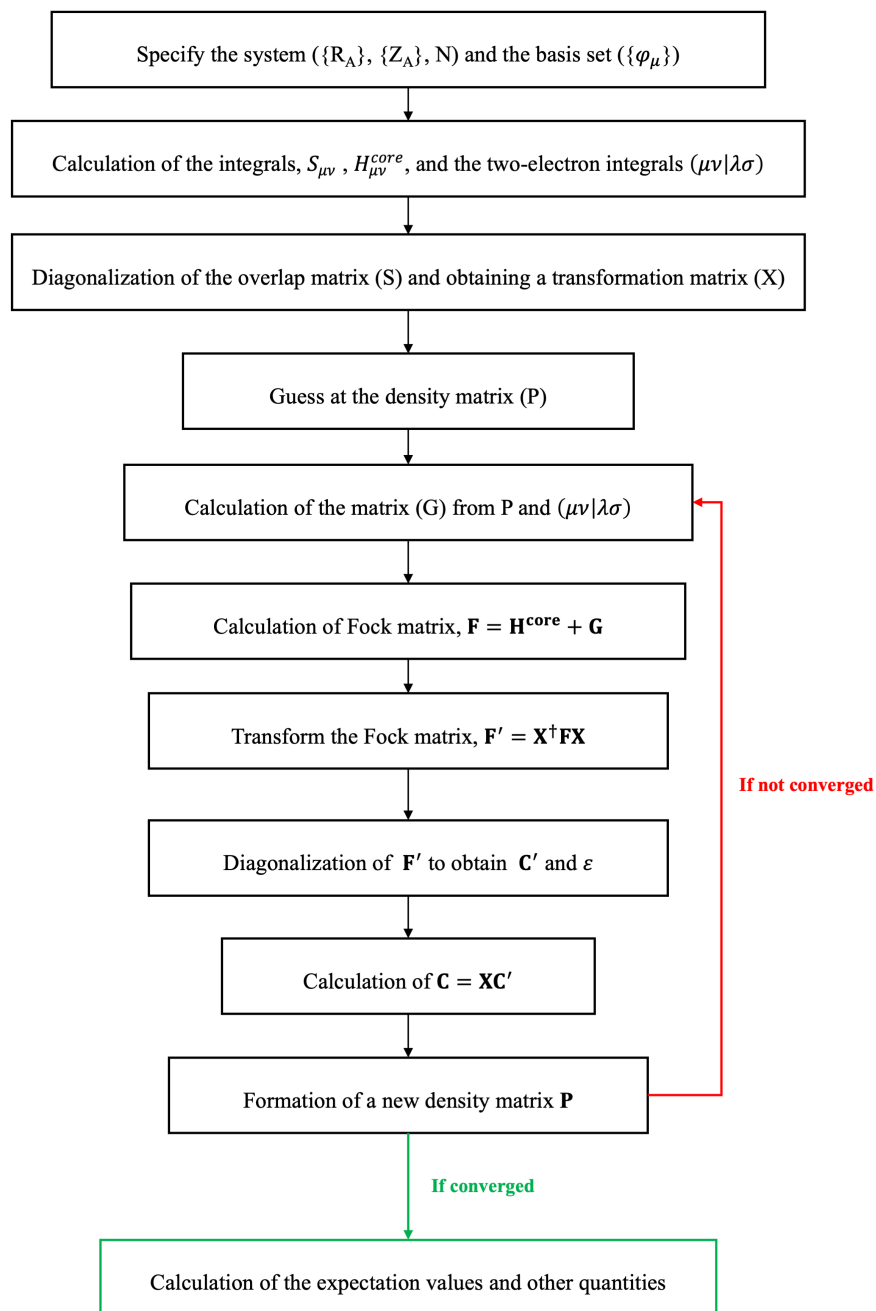 Specify the system ({R_A}, {Z_A}, N) and the basis set ({φ_μ})
Calculation of the integrals, S_μν , H_μν^core, and the two-electron integrals (μν|λσ)
Diagonalization of the overlap matrix (S) and obtaining a transformation matrix (X)
Guess at the density matrix (P)
Calculation of the matrix (G) from P and (μν|λσ)
Calculation of Fock matrix, F = H^core + G
Transform the Fock matrix, F′ = X†FX
If not converged
Diagonalization of F′ to obtain C′ and ε
Calculation of C = XC′
Formation of a new density matrix P
If converged
Calculation of the expectation values and other quantities